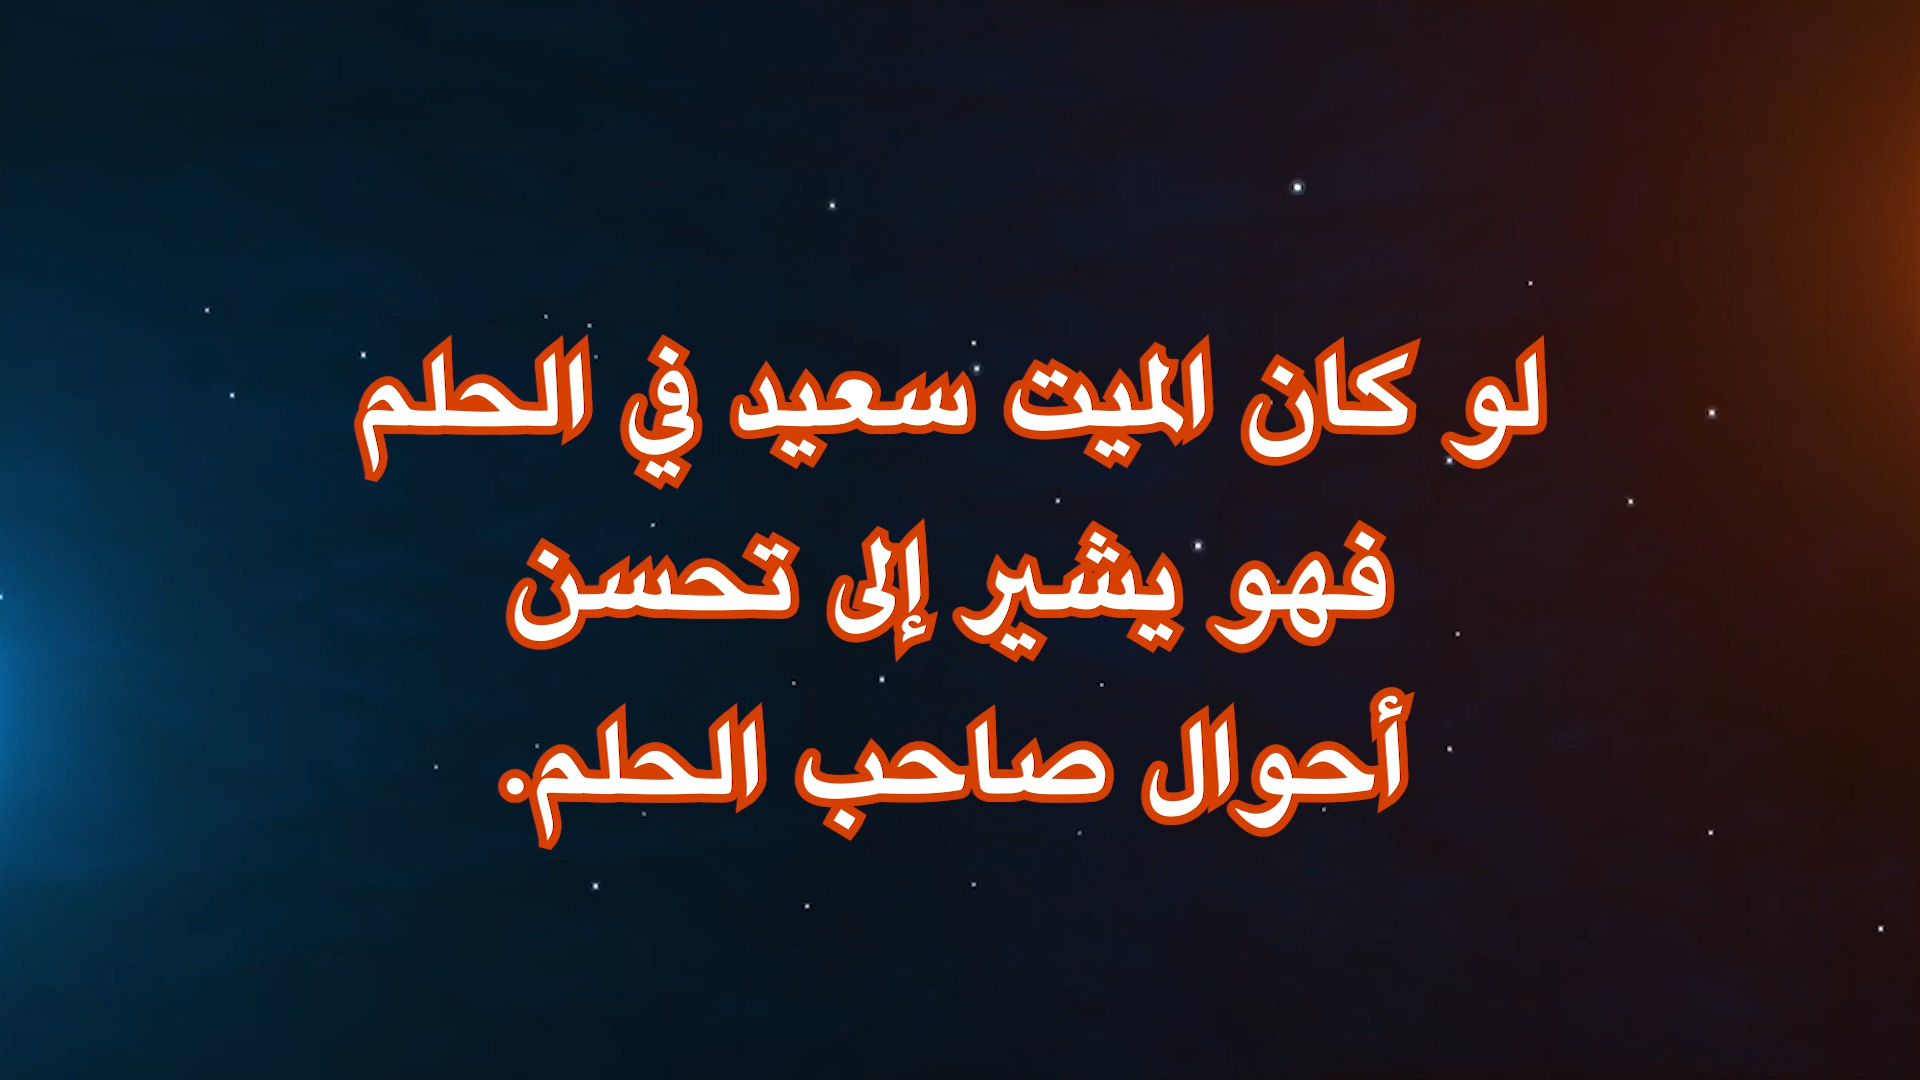 لو كان الميت سعيد في الحلم
فهو يشير إلى تحسن
أحوال صاحب الحلم.